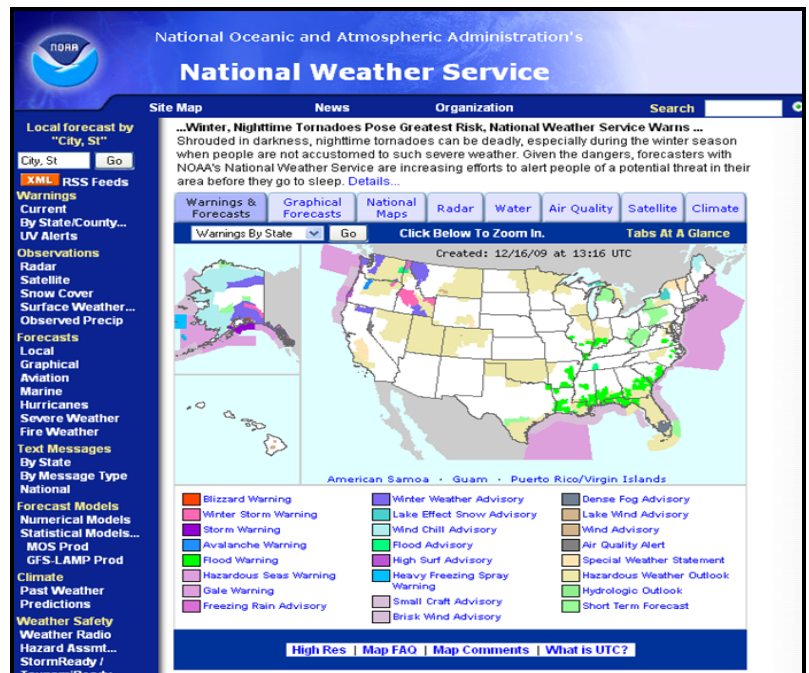 NOAA
National Oceanic and Atmospheric Administration's
National Weather Service
Site Map News Organization Search
Local forecast by
"City, St"
City, St Go
XML RSS Feeds
Warnings
Current
By State/County...
UV Alerts
Observations
Radar
Satellite
Snow Cover
Surface Weather...
Observed Precip
Forecasts
Local
Graphical
Aviation
Marine
Hurricanes
Severe Weather
Fire Weather
Text Messages
By State
By Message Type
National
Forecast Models
Numerical Models
Statistical Models...
MOS Prod
GFS-LAMP Prod
Climate
Past Weather
Predictions
Weather Safety
Weather Radio
Hazard Assmt...
StormReady /
...Winter, Nighttime Tornadoes Pose Greatest Risk, National Weather Service Warns ...
Shrouded in darkness, nighttime tornadoes can be deadly, especially during the winter season
when people are not accustomed to such severe weather. Given the dangers, forecasters with
NOAA's National Weather Service are increasing efforts to alert people of a potential threat in their
area before they go to sleep. Details...
Warnings & Forecasts
Graphical Forecasts
National Maps
Radar
Water
Air Quality
Satellite
Climate
Warnings By State Go Click Below To Zoom In. Tabs At A Glance
Created: 12/16/09 at 13:16 UTC
American Samoa · Guam · Puerto Rico/Virgin Islands
Blizzard Warning
Winter Storm Warning
Storm Warning
Avalanche Warning
Flood Warning
Hazardous Seas Warning
Gale Warning
Freezing Rain Advisory
Winter Weather Advisory
Lake Effect Snow Advisory
Wind Chill Advisory
Flood Advisory
High Surf Advisory
Heavy Freezing Spray
Warning
Small Craft Advisory
Brisk Wind Advisory
Dense Fog Advisory
Lake Wind Advisory
Wind Advisory
Air Quality Alert
Special Weather Statement
Hazardous Weather Outlook
Hydrologic Outlook
Short Term Forecast
High Res | Map FAQ | Map Comments | What is UTC?